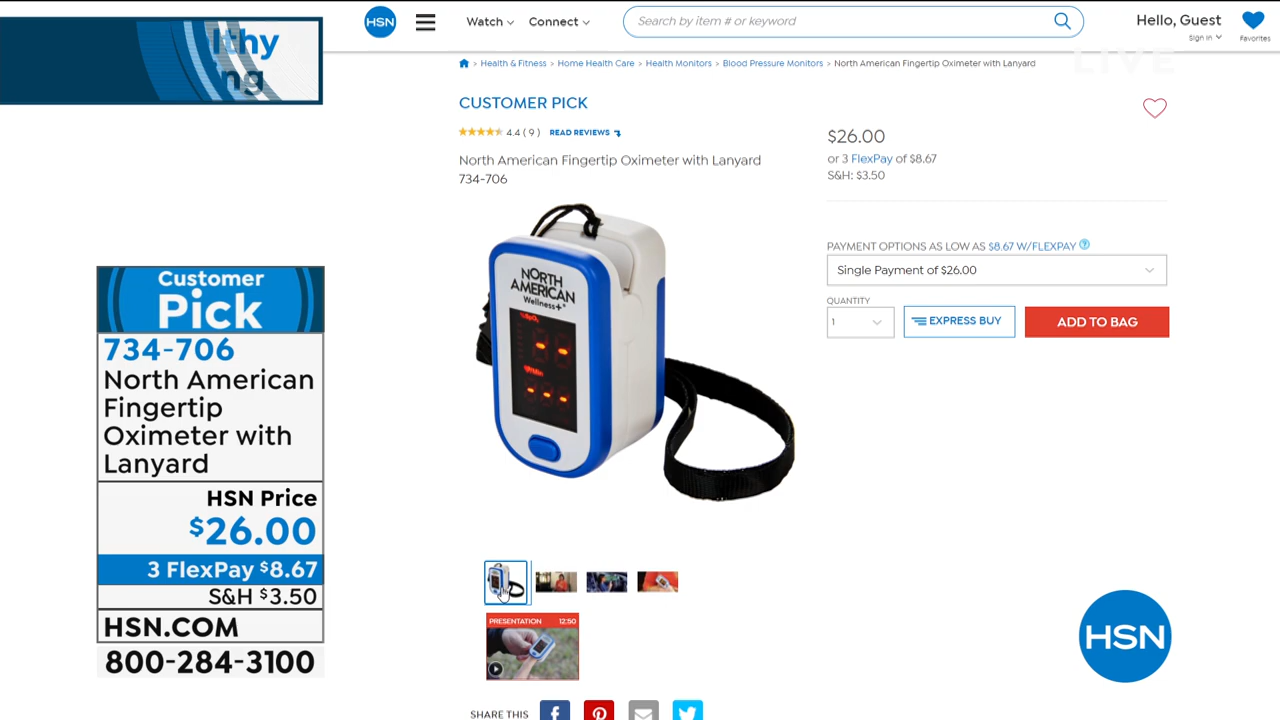 lthy
ng
HSN
Watch
Connect
Search by item # or keyword
Hello, Guest
Sign In
Favorites
LIVE
> Health & Fitness > Home Health Care > Health Monitors > Blood Pressure Monitors > North American Fingertip Oximeter with Lanyard
CUSTOMER PICK
4.4 ( 9 ) READ REVIEWS
North American Fingertip Oximeter with Lanyard
734-706
$26.00
or 3 FlexPay of $8.67
S&H: $3.50
PAYMENT OPTIONS AS LOW AS $8.67 W/FLEXPAY ?
Single Payment of $26.00
QUANTITY
1
EXPRESS BUY
ADD TO BAG
NORTH
AMERICAN
Wellness+
%SpO2
Customer
Pick
734-706
North American
Fingertip
Oximeter with
Lanyard
HSN Price
$26.00
3 FlexPay $8.67
S&H $3.50
HSN.COM
800-284-3100
PRESENTATION 12:50
HSN
SHARE THIS